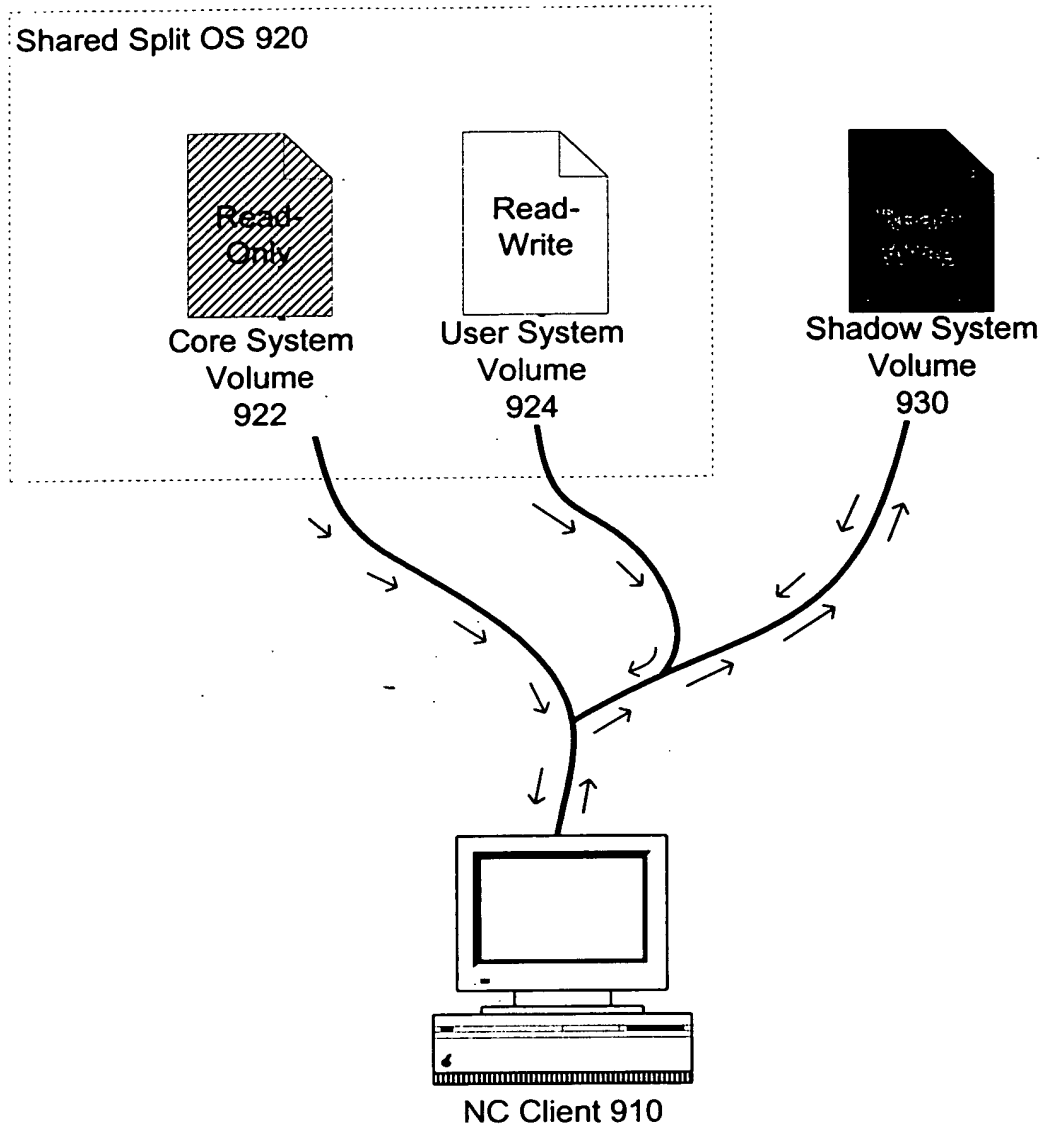 Shared Split OS 920
Read-
Only
Read-
Write
Core System
Volume
922
User System
Volume
924
Shadow System
Volume
930
NC Client 910